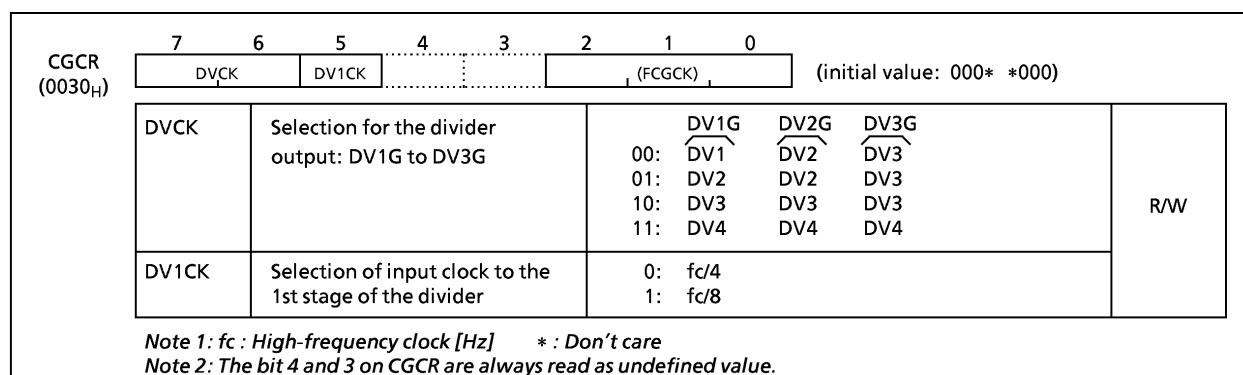 7 6 5 4 3 2 1 0
CGCR
(0030H)
DVCK DV1CK (FCGCK) (initial value: 000* *000)
DVCK Selection for the divider
output: DV1G to DV3G
DV1G DV2G DV3G
00: DV1 DV2 DV3
01: DV2 DV2 DV3
10: DV3 DV3 DV3
11: DV4 DV4 DV4
R/W
DV1CK Selection of input clock to the
1st stage of the divider
0: fc/4
1: fc/8
Note 1: fc : High-frequency clock [Hz] * : Don't care
Note 2: The bit 4 and 3 on CGCR are always read as undefined value.